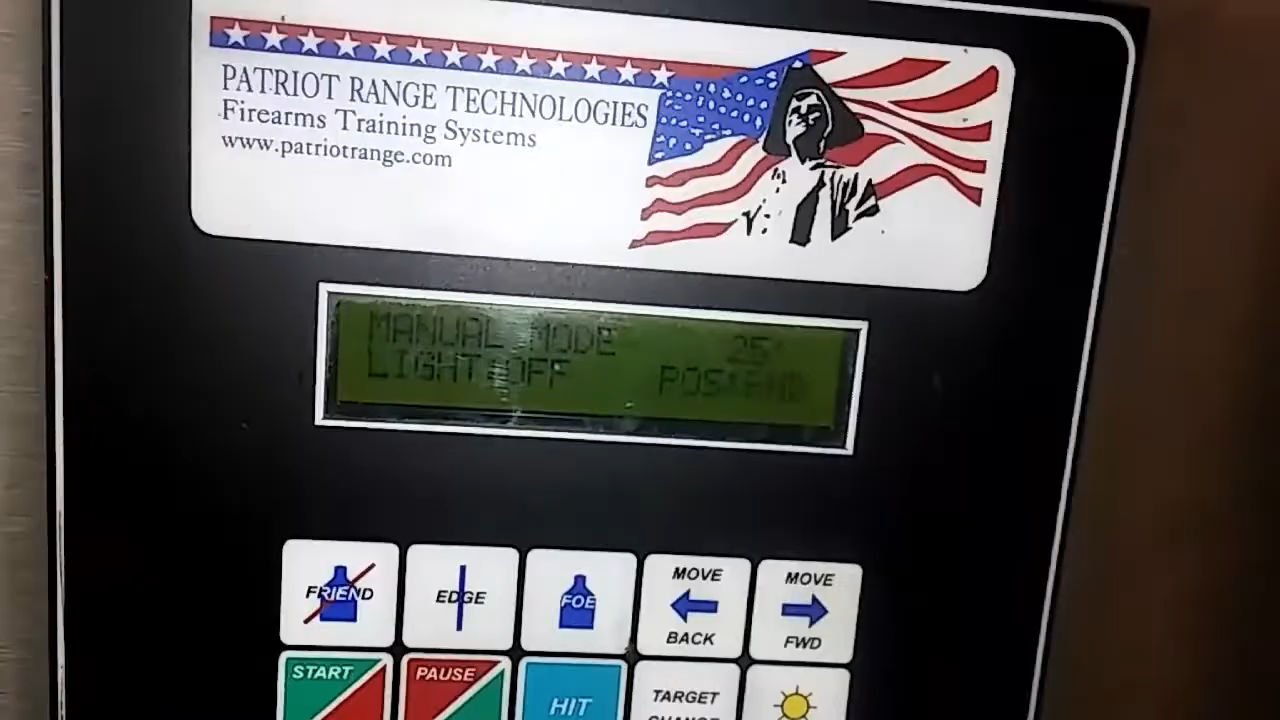 PATRIOT RANGE TECHNOLOGIES
Firearms Training Systems
www.patriotrange.com
MANUAL MODE 25'
LIGHT:OFF
FRIEND
EDGE
FOE
MOVE
BACK
MOVE
FWD
START
PAUSE
HIT
TARGET